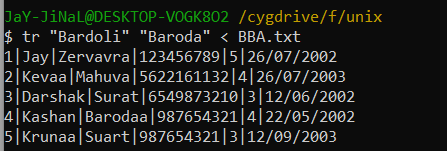 JaY-JiNaL@DESKTOP-VOGK8O2 /cygdrive/f/unix
$ tr "Bardoli" "Baroda" < BBA.txt
1|Jay|Zervavra|123456789|5|26/07/2002
2|Kevaa|Mahuva|5622161132|4|26/07/2003
3|Darshak|Surat|6549873210|3|12/06/2002
4|Kashan|Barodaa|987654321|4|22/05/2002
5|Krunaa|Suart|987654321|3|12/09/2003